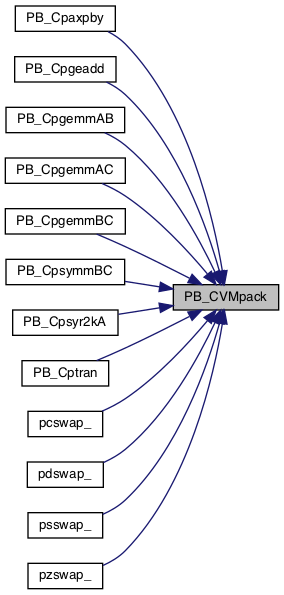 PB_Cpaxpby
PB_Cpgeadd
PB_CpgemmAB
PB_CpgemmAC
PB_CpgemmBC
PB_CpsymmBC
PB_CVMpack
PB_Cpsyr2kA
PB_Cptran
pcswap_
pdswap_
psswap_
pzswap_